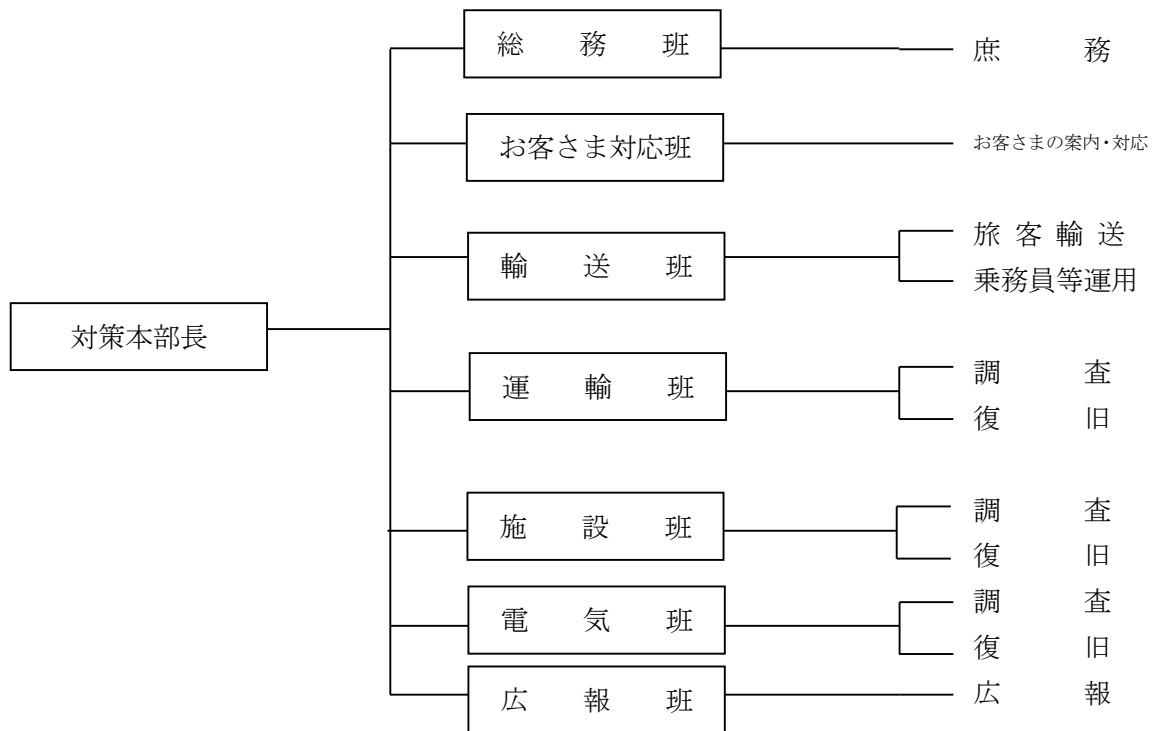 総務班
庶務
お客さま対応班
お客さまの案内・対応
輸送班
旅客輸送
乗務員等運用
対策本部長
運輸班
調査
復旧
施設班
調査
復旧
電気班
調査
復旧
広報班
広報